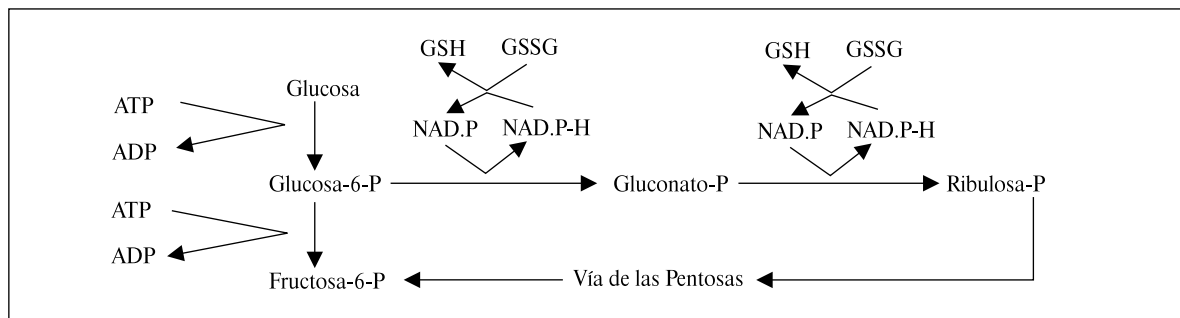 GSH GSSG GSH GSSG
Glucosa
ATP
NAD.P NAD.P-H NAD.P NAD.P-H
ADP
Glucosa-6-P Gluconato-P Ribulosa-P
ATP
ADP
Fructosa-6-P Vía de las Pentosas